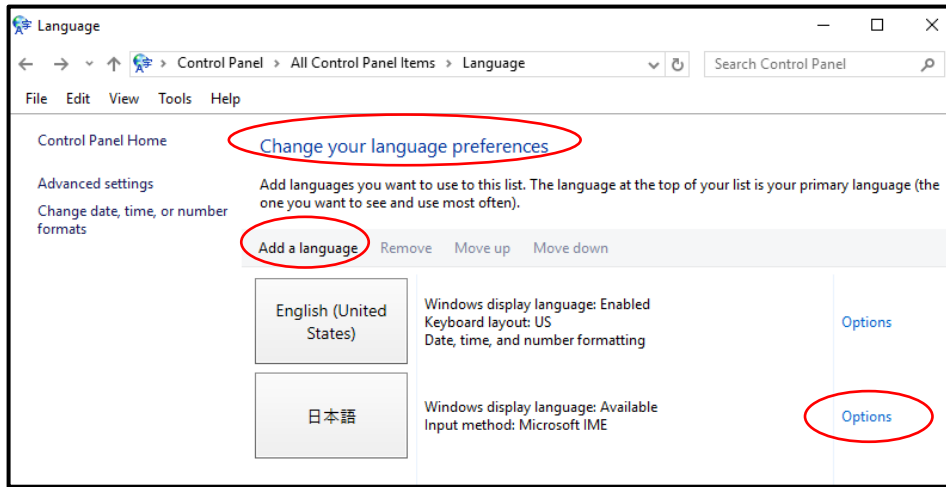 Language
Control Panel > All Control Panel Items > Language
Search Control Panel
File Edit View Tools Help
Control Panel Home
Advanced settings
Change date, time, or number
formats
Change your language preferences
Add languages you want to use to this list. The language at the top of your list is your primary language (the
one you want to see and use most often).
Add a language Remove Move up Move down
English (United
States)
Windows display language: Enabled
Keyboard layout: US
Date, time, and number formatting
Options
日本語
Windows display language: Available
Input method: Microsoft IME
Options